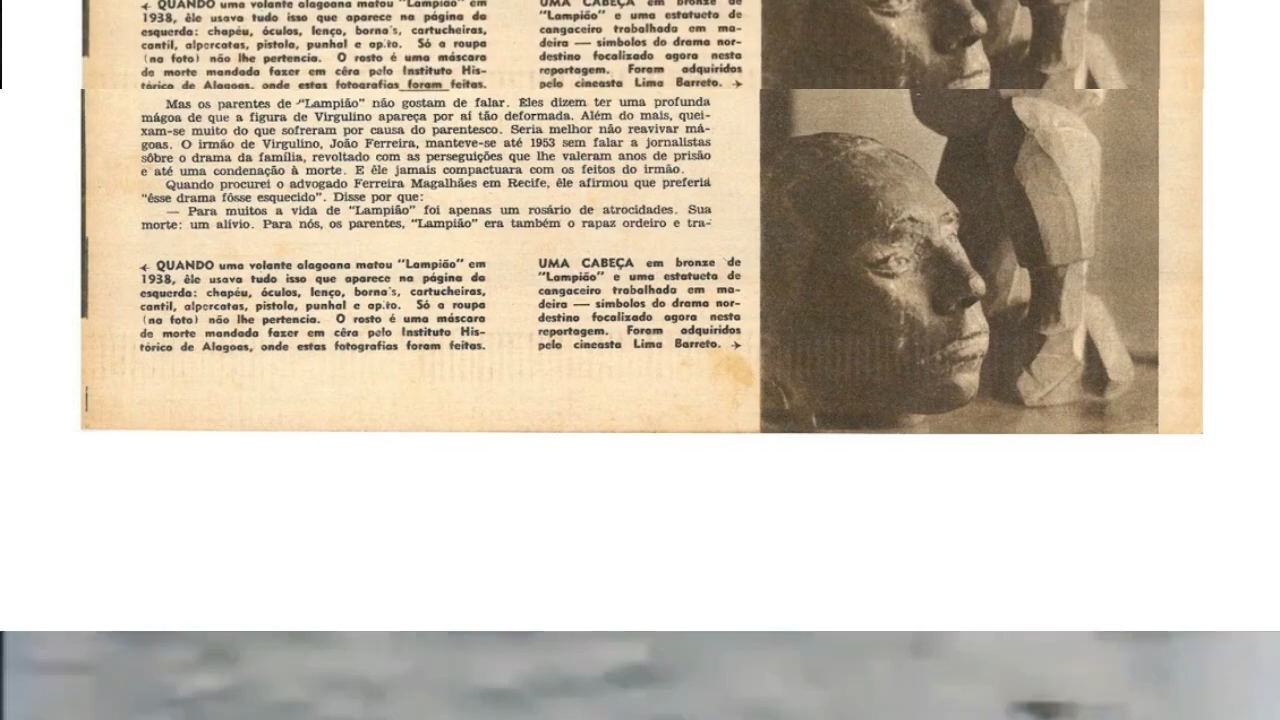 ← QUANDO uma volante alagoana matou "Lampião" em
1938, êle usava tudo isso que aparece na página da
esquerda: chapéu, óculos, lenço, borna's, cartucheiras,
cantil, alpercatas, pistola, punhal e ap.to. Só a roupa
(na foto) não lhe pertencia. O rosto é uma máscara
da morte mandada fazer em cêra pelo Instituto His-
tórico de Alagoas, onde estas fotografias foram feitas.
UMA CABEÇA em bronze de
"Lampião" e uma estatueta de
cangaceiro trabalhada em ma-
deira — símbolos do drama nor-
destino focalizado agora nesta
reportagem. Foram adquiridos
pelo cineasta Lima Barreto. →
Mas os parentes de "Lampião" não gostam de falar. Êles dizem ter uma profunda
mágoa de que a figura de Virgulino apareça por aí tão deformada. Além do mais, quei-
xam-se muito do que sofreram por causa do parentesco. Seria melhor não reavivar má-
goas. O irmão de Virgulino, João Ferreira, manteve-se até 1953 sem falar a jornalistas
sôbre o drama da família, revoltado com as perseguições que lhe valeram anos de prisão
e até uma condenação à morte. E êle jamais compactuara com os feitos do irmão.
Quando procurei o advogado Ferreira Magalhães em Recife, êle afirmou que preferia
"êsse drama fôsse esquecido". Disse por que:
— Para muitos a vida de "Lampião" foi apenas um rosário de atrocidades. Sua
morte: um alívio. Para nós, os parentes, "Lampião" era também o rapaz ordeiro e tra-
← QUANDO uma volante alagoana matou "Lampião" em
1938, êle usava tudo isso que aparece na página da
esquerda: chapéu, óculos, lenço, borna's, cartucheiras,
cantil, alpercatas, pistola, punhal e ap.to. Só a roupa
(na foto) não lhe pertencia. O rosto é uma máscara
da morte mandada fazer em cêra pelo Instituto His-
tórico de Alagoas, onde estas fotografias foram feitas.
UMA CABEÇA em bronze de
"Lampião" e uma estatueta de
cangaceiro trabalhada em ma-
deira — símbolos do drama nor-
destino focalizado agora nesta
reportagem. Foram adquiridos
pelo cineasta Lima Barreto. →